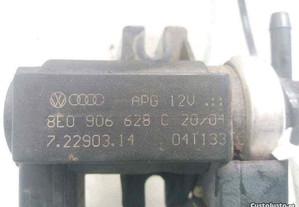 APG 12V .::
8E0 906 628 C 20/04
7.22903.14 04T133